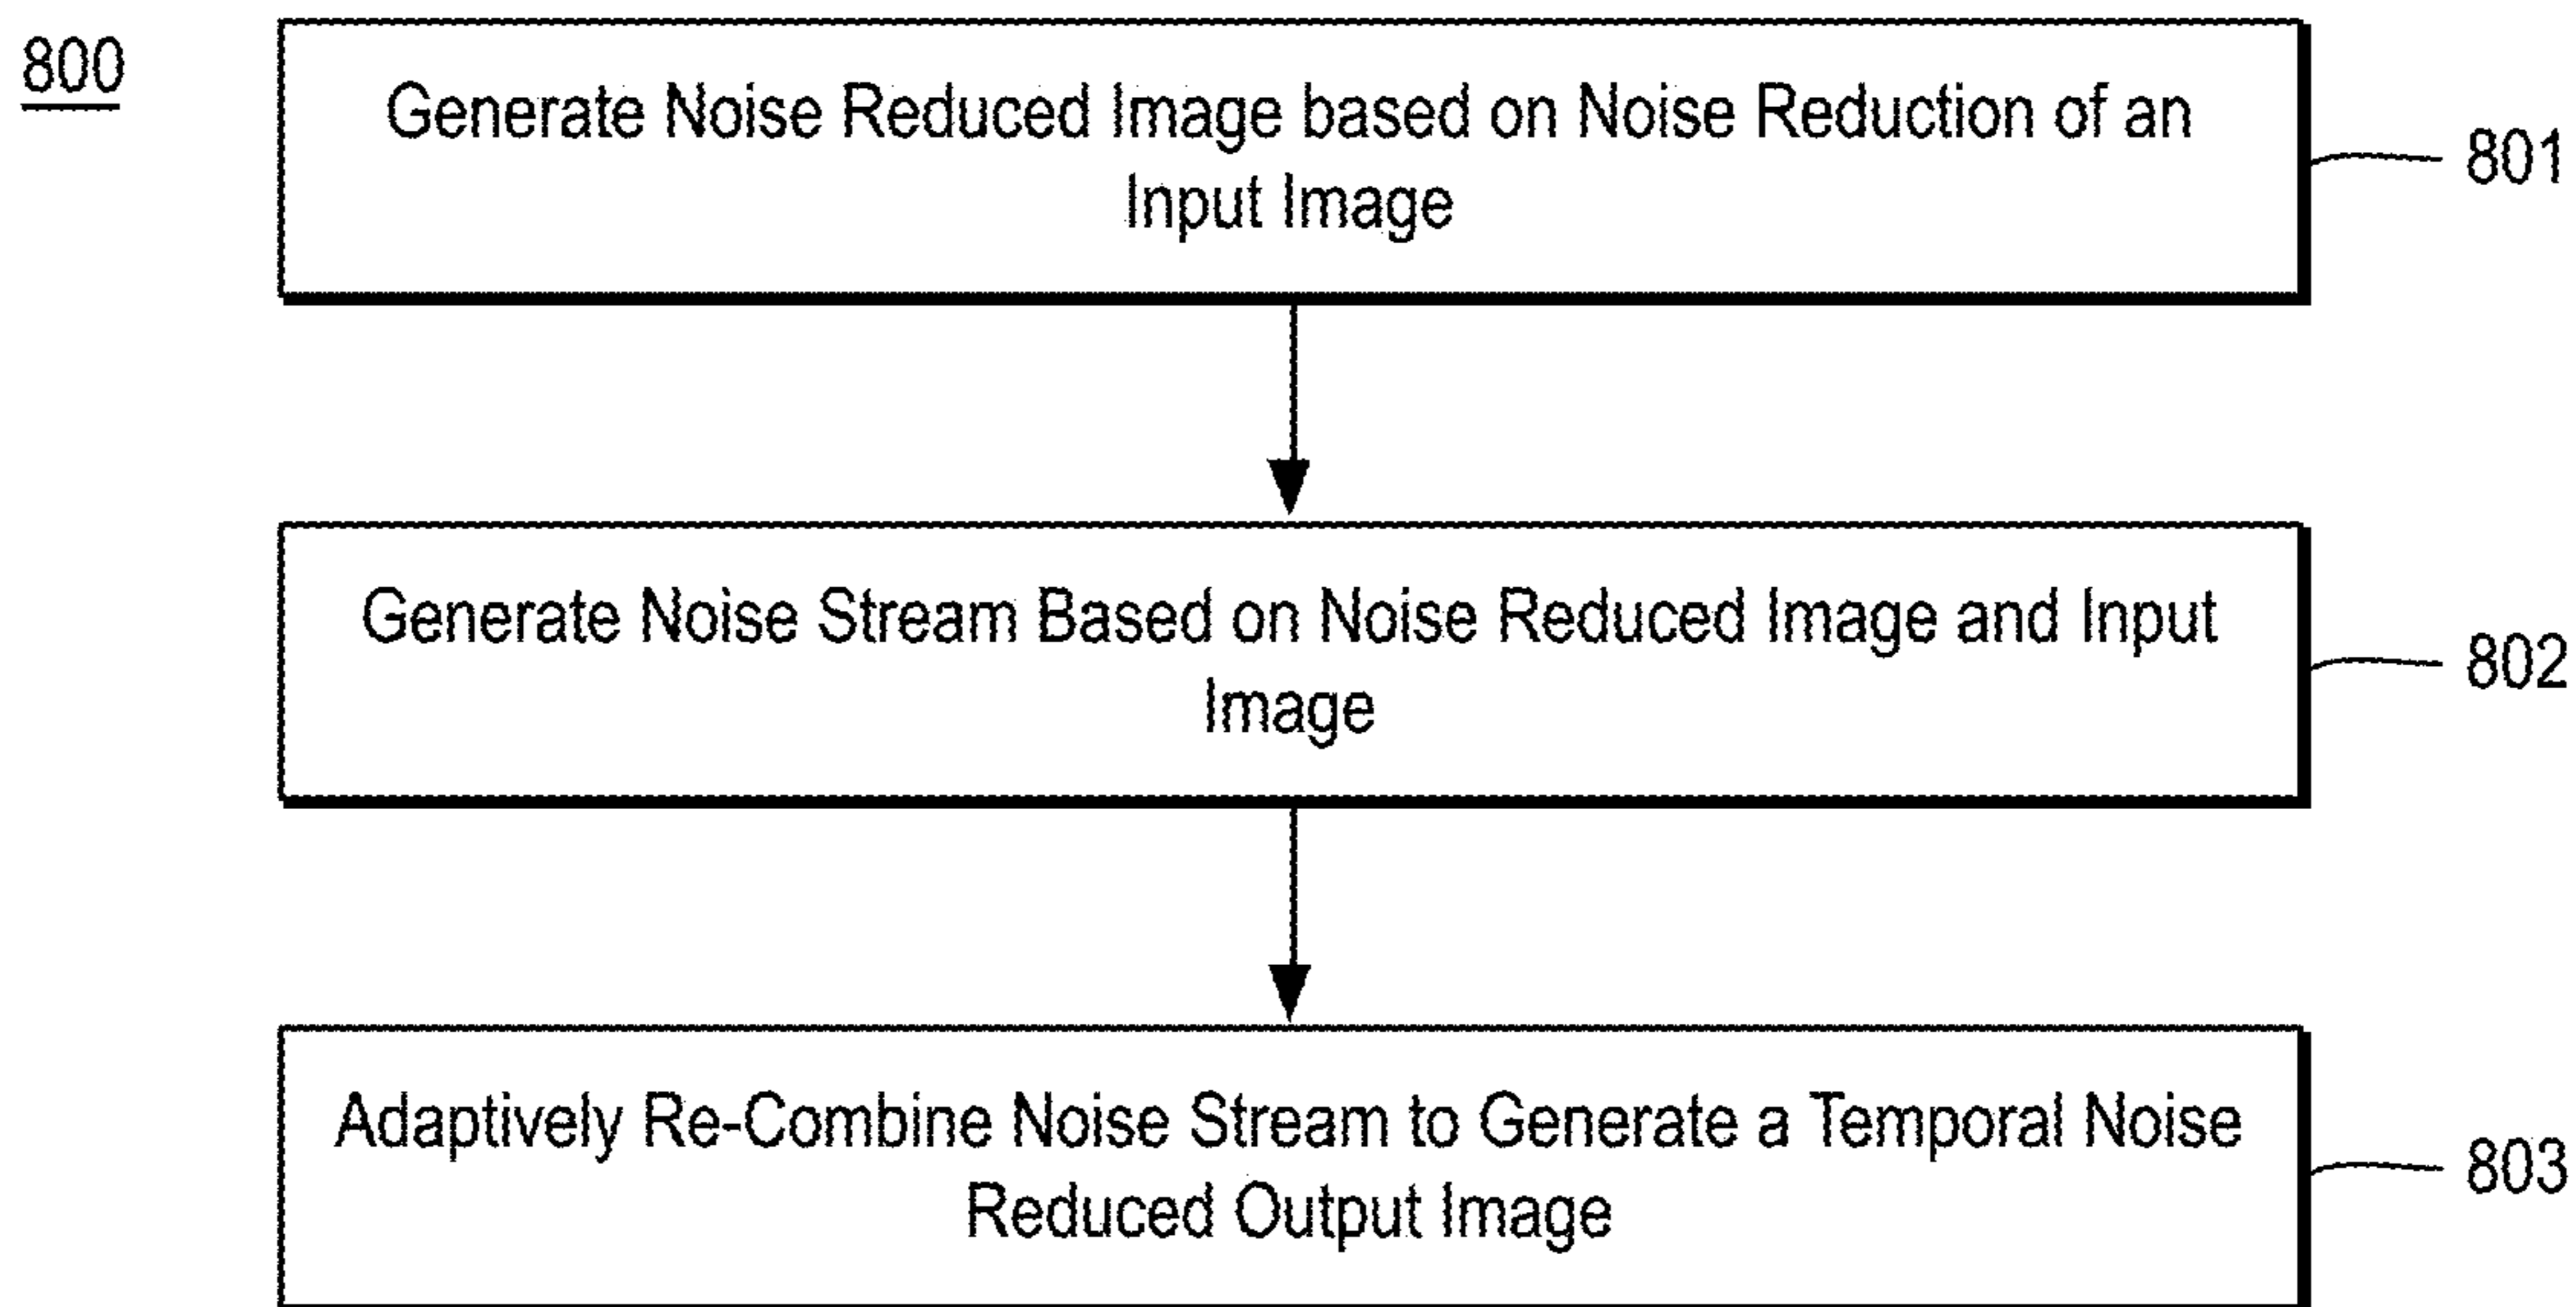 800
Generate Noise Reduced Image based on Noise Reduction of an
Input Image
801
Generate Noise Stream Based on Noise Reduced Image and Input
Image
802
Adaptively Re-Combine Noise Stream to Generate a Temporal Noise
Reduced Output Image
803